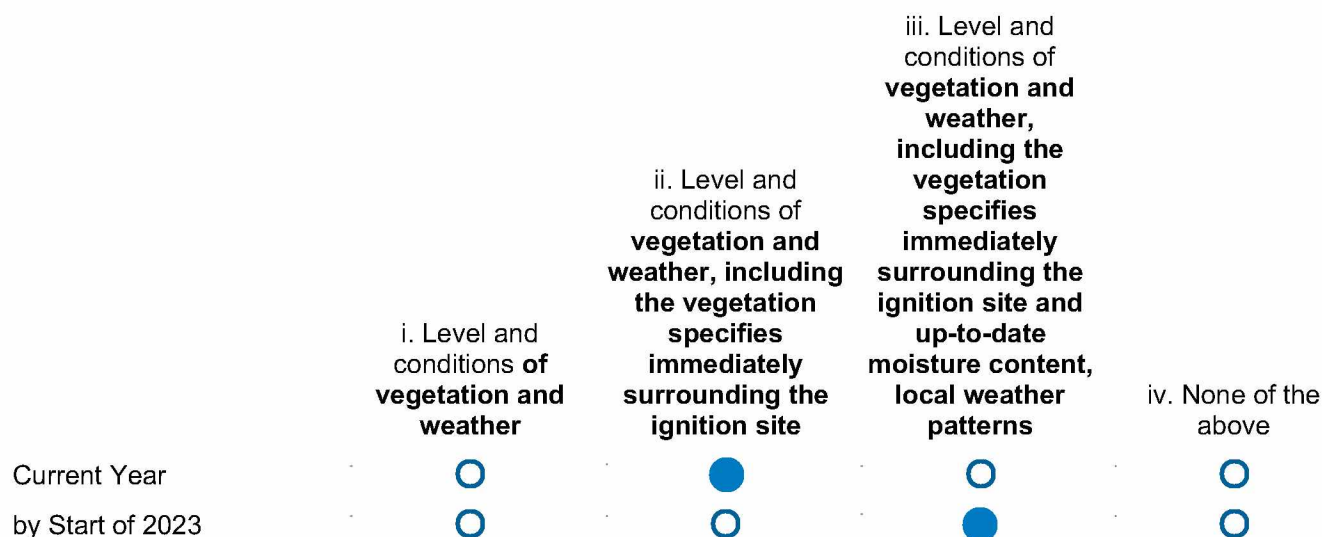 i. Level and
conditions of
vegetation and
weather
ii. Level and
conditions of
vegetation and
weather, including
the vegetation
specifies
immediately
surrounding the
ignition site
iii. Level and
conditions of
vegetation and
weather,
including the
vegetation
specifies
immediately
surrounding the
ignition site and
up-to-date
moisture content,
local weather
patterns
iv. None of the
above
Current Year
by Start of 2023